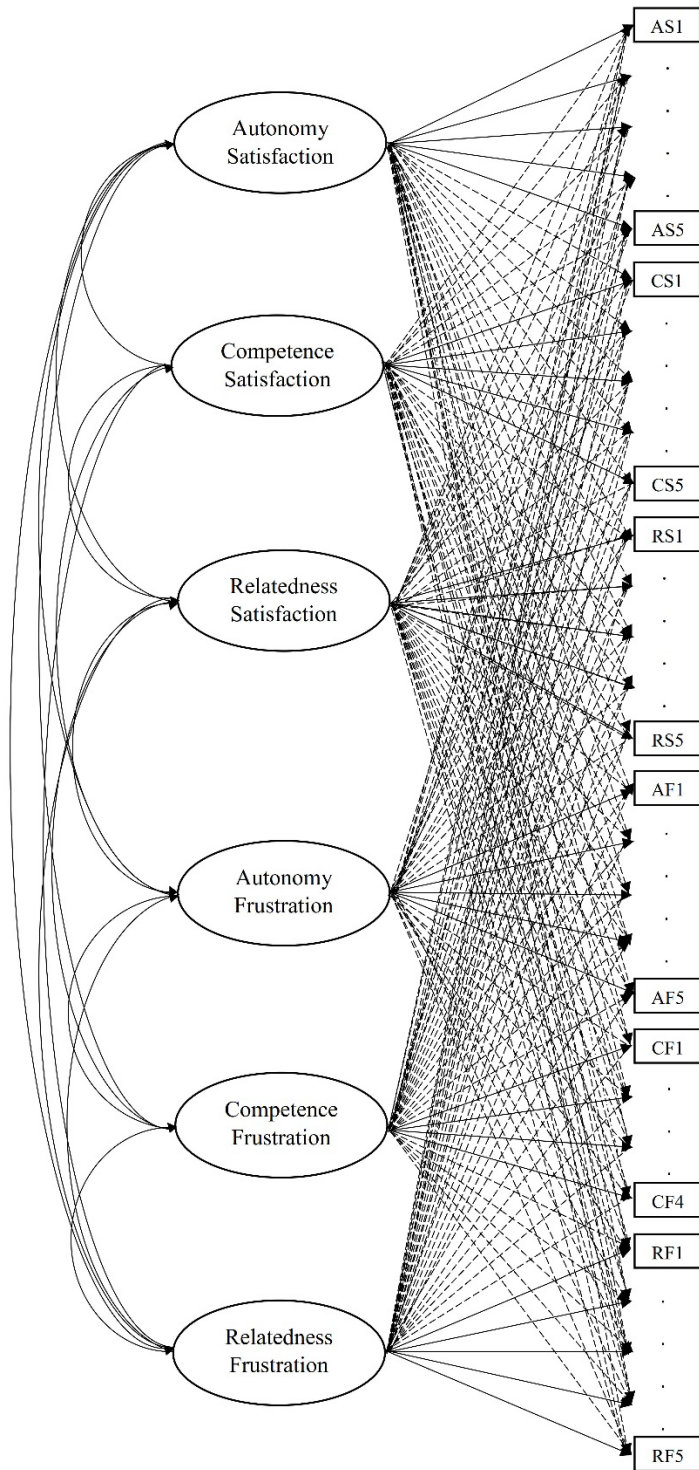 Autonomy
Satisfaction
Competence
Satisfaction
Relatedness
Satisfaction
Autonomy
Frustration
Competence
Frustration
Relatedness
Frustration
AS1
AS5
CS1
CS5
RS1
RS5
AF1
AF5
CF1
CF4
RF1
RF5